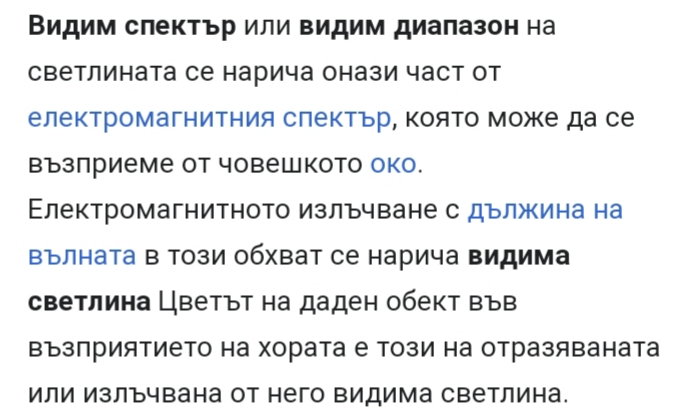 Видим спектър или видим диапазон на
светлината се нарича онази част от
електромагнитния спектър, която може да се
възприеме от човешкото око.
Електромагнитното излъчване с дължина на
вълната в този обхват се нарича видима
светлина Цветът на даден обект във
възприятието на хората е този на отразяваната
или излъчвана от него видима светлина.